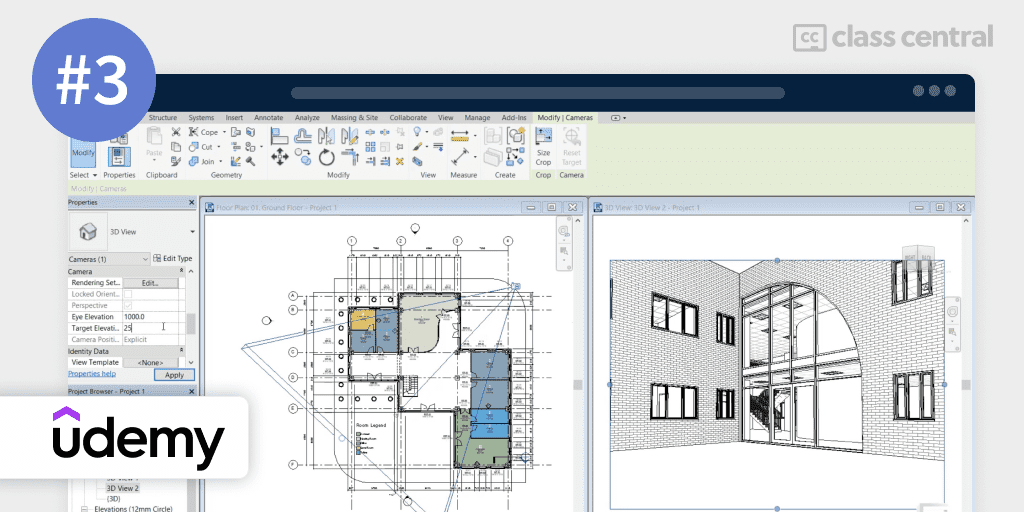 #3
class central
Structure Systems Insert Annotate Analyze Massing & Site Collaborate View Manage Add-Ins Modify | Cameras
Modify
Paste
Cope
Cut
Join
Size
Crop
Reset
Target
Select Properties Clipboard Geometry Modify View Measure Create Crop Camera
Modify | Cameras
Properties
3D View
Cameras (1)
Edit Type
Camera
Rendering Set... Edit...
Locked Orient...
Perspective
Eye Elevation 1000.0
Target Elevati... 25
Camera Positi... Explicit
Identity Data
View Template <None>
Properties help
Apply
Project Browser - Project 1
udemy
3D View 2
(3D)
Elevations (12mm Circle)
Floor Plan: 01. Ground Floor - Project 1
1 2 3 4
A
B
C
D
E
F
Room Legend
3D View: 3D View 2 - Project 1